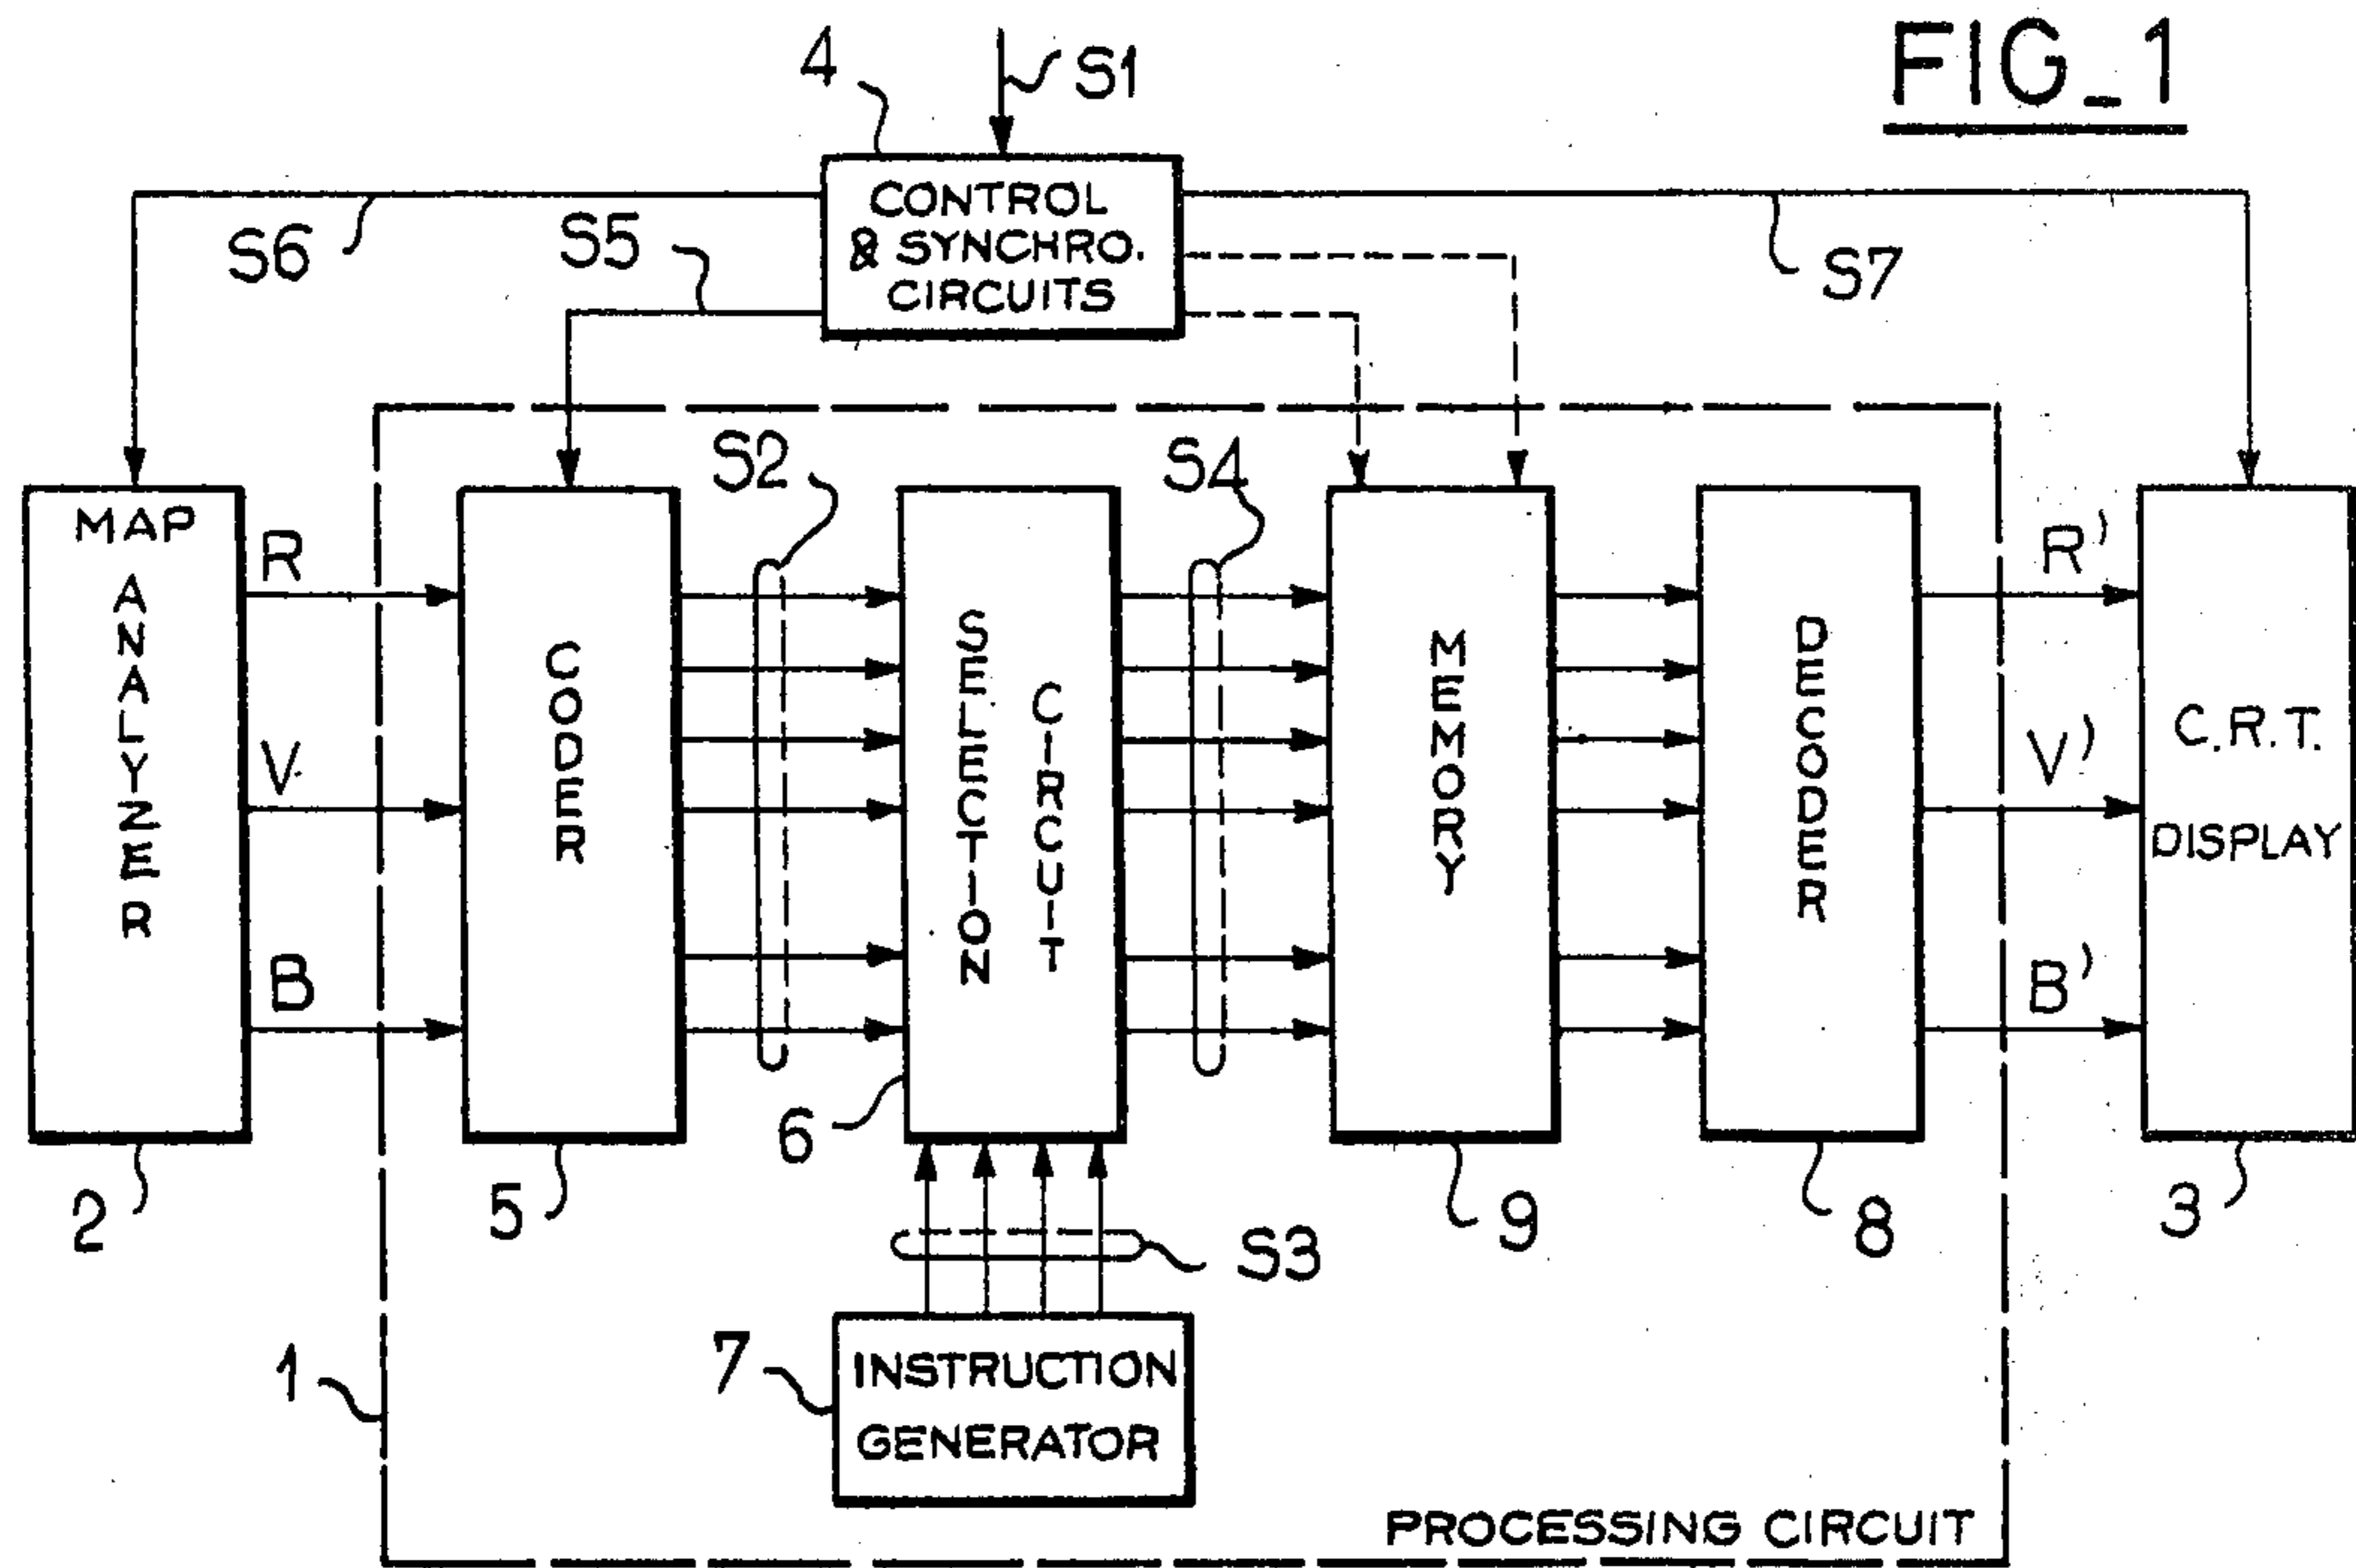 FIG_1
4
S1
CONTROL
& SYNCHRO.
CIRCUITS
S6
S5
S7
S2
S4
MAP
ANALYZER
R
V
B
CODER
SELECTION
CIRCUIT
MEMORY
DECODER
R'
V'
B'
C.R.T.
DISPLAY
2
5
6
9
8
3
S3
1
7
INSTRUCTION
GENERATOR
PROCESSING CIRCUIT